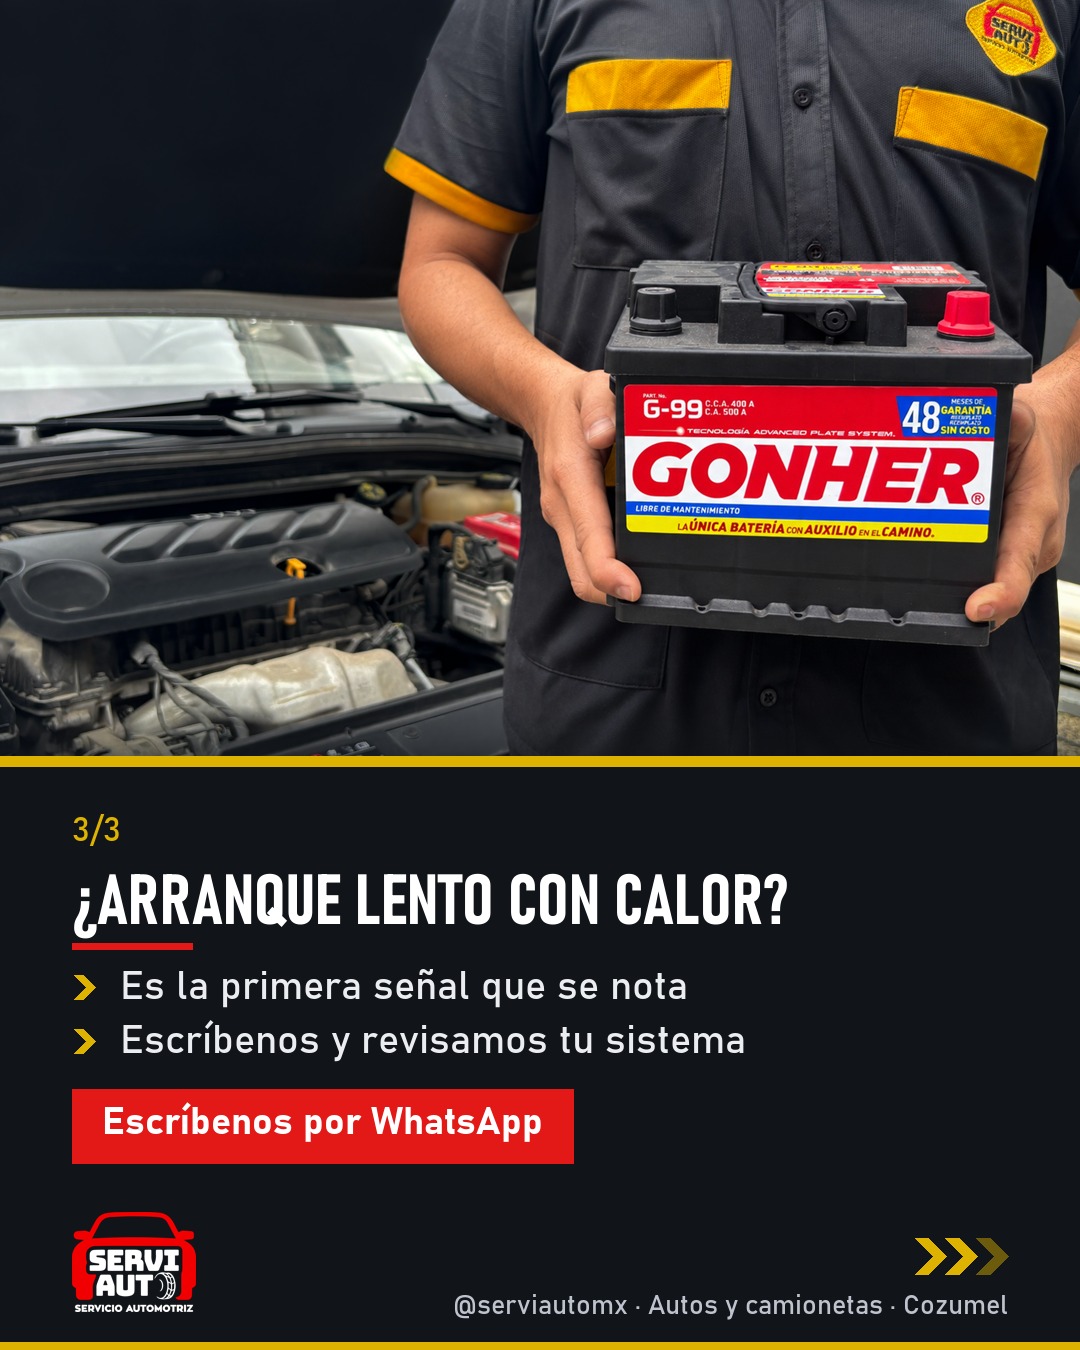 SERVI
AUTO
PART. No.
G-99
C.C.A. 400 A
C.A. 500 A
48
MESES DE
GARANTÍA
REEMPLAZO
SIN COSTO
TECNOLOGÍA ADVANCED PLATE SYSTEM.
GONHER®
LIBRE DE MANTENIMIENTO
LA ÚNICA BATERÍA CON AUXILIO EN EL CAMINO.
3/3
¿ARRANQUE LENTO CON CALOR?
Es la primera señal que se nota
Escríbenos y revisamos tu sistema
Escríbenos por WhatsApp
SERVI
AUTO
SERVICIO AUTOMOTRIZ
@serviautomx · Autos y camionetas · Cozumel